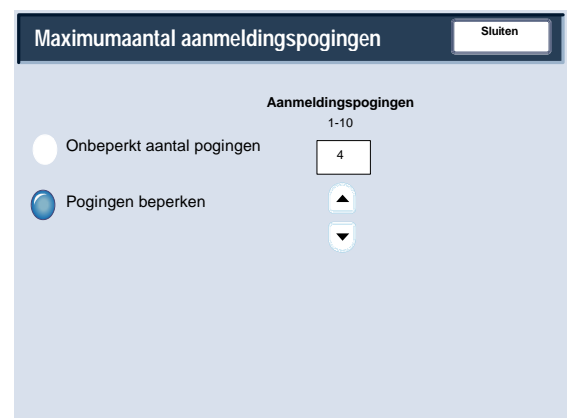 Maximumaantal aanmeldingspogingen
Sluiten
Aanmeldingspogingen
1-10
Onbeperkt aantal pogingen
4
Pogingen beperken